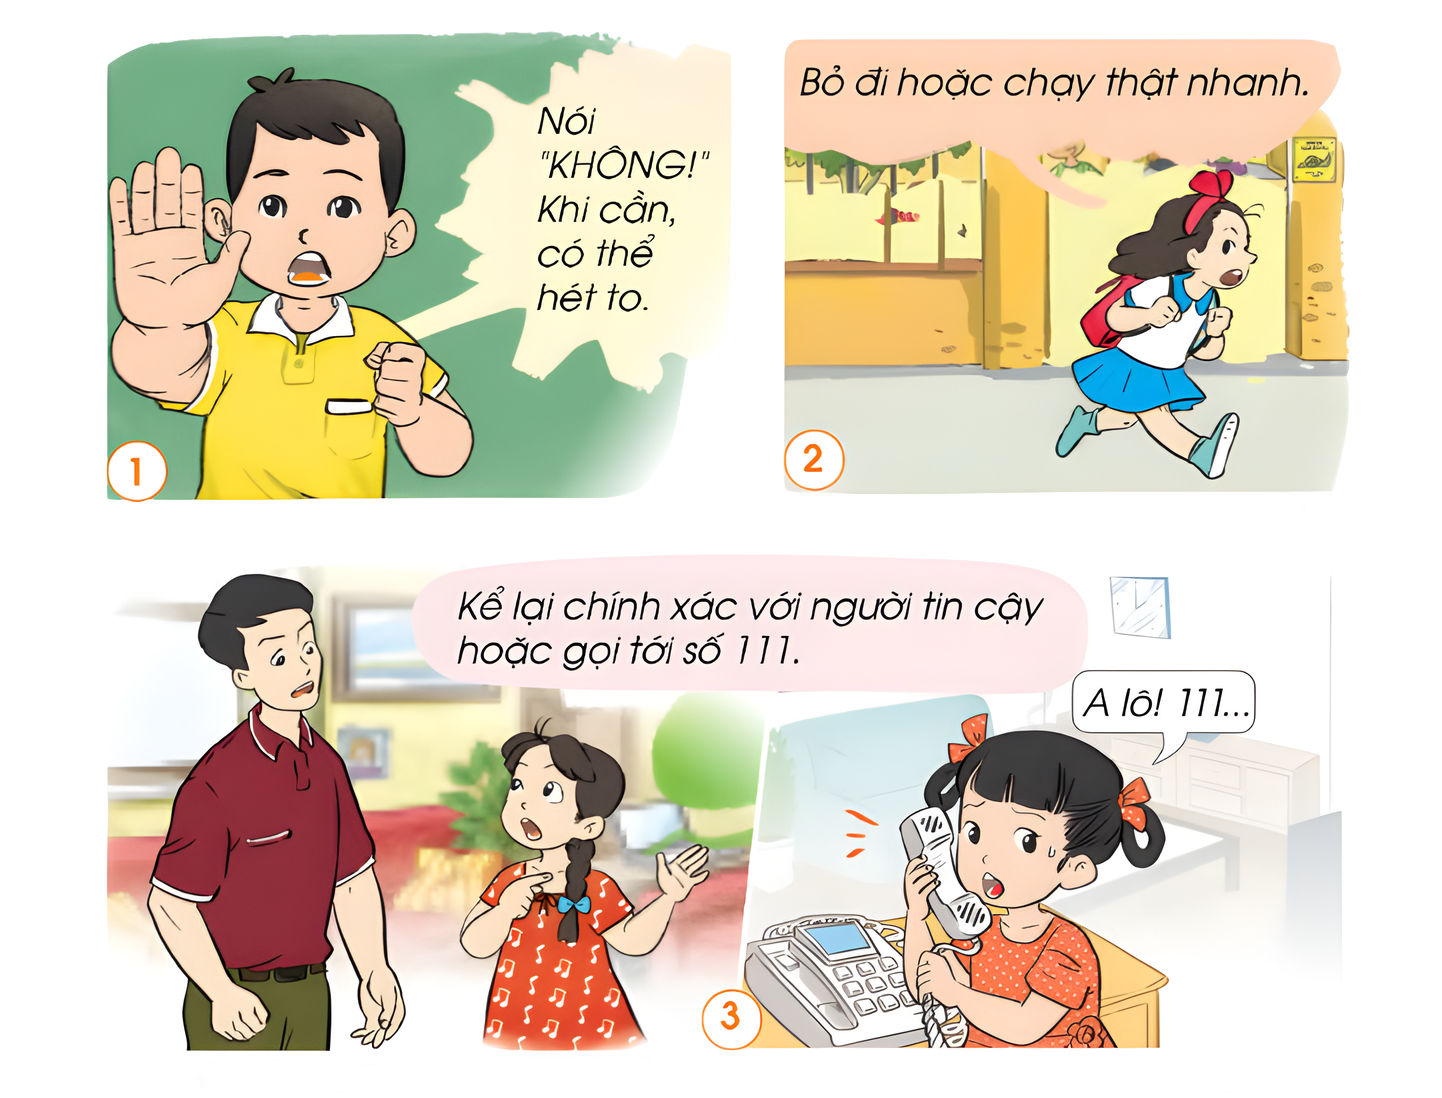 Nói
"KHÔNG!"
Khi cần,
có thể
hét to.
1
Bỏ đi hoặc chạy thật nhanh.
2
Kể lại chính xác với người tin cậy
hoặc gọi tới số 111.
A lô! 111...
3